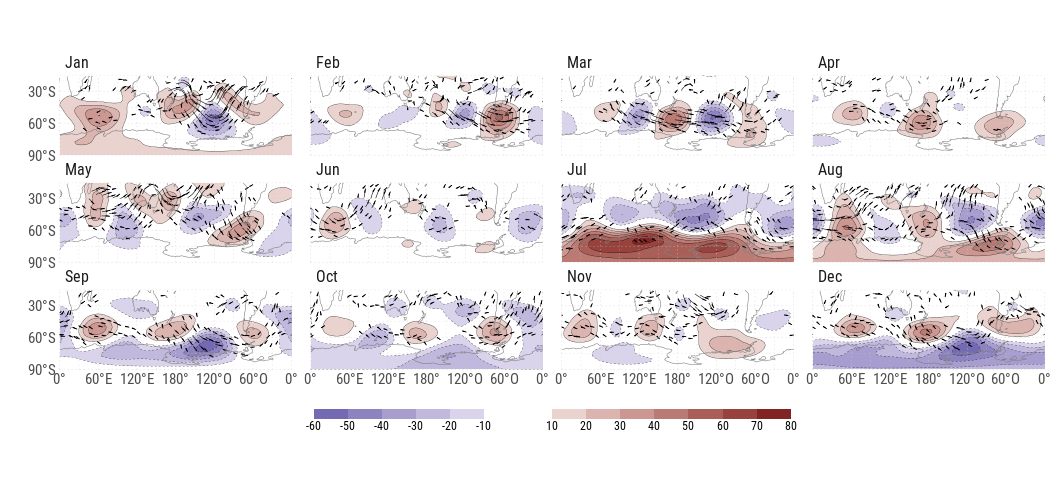 Jan Feb Mar Apr
30°S
60°S
90°S
May Jun Jul Aug
30°S
60°S
90°S
Sep Oct Nov Dec
30°S
60°S
90°S
0° 60°E 120°E 180° 120°O 60°O 0° 0° 60°E 120°E 180° 120°O 60°O 0° 0° 60°E 120°E 180° 120°O 60°O 0° 0° 60°E 120°E 180° 120°O 60°O 0°
-60 -50 -40 -30 -20 -10 10 20 30 40 50 60 70 80